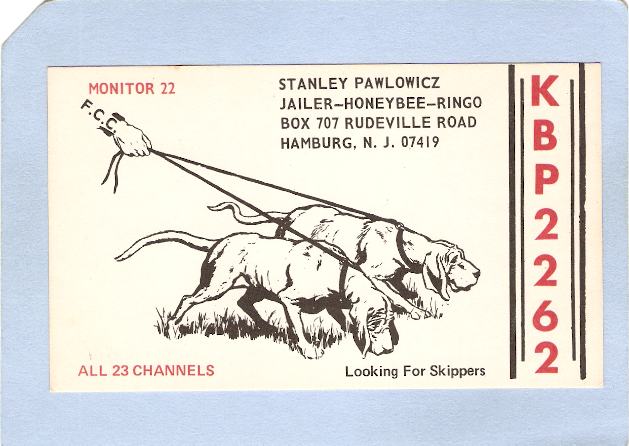 MONITOR 22
F.C.C.
STANLEY PAWLOWICZ
JAILER-HONEYBEE-RINGO
BOX 707 RUDEVILLE ROAD
HAMBURG, N. J. 07419
KBP2262
ALL 23 CHANNELS
Looking For Skippers